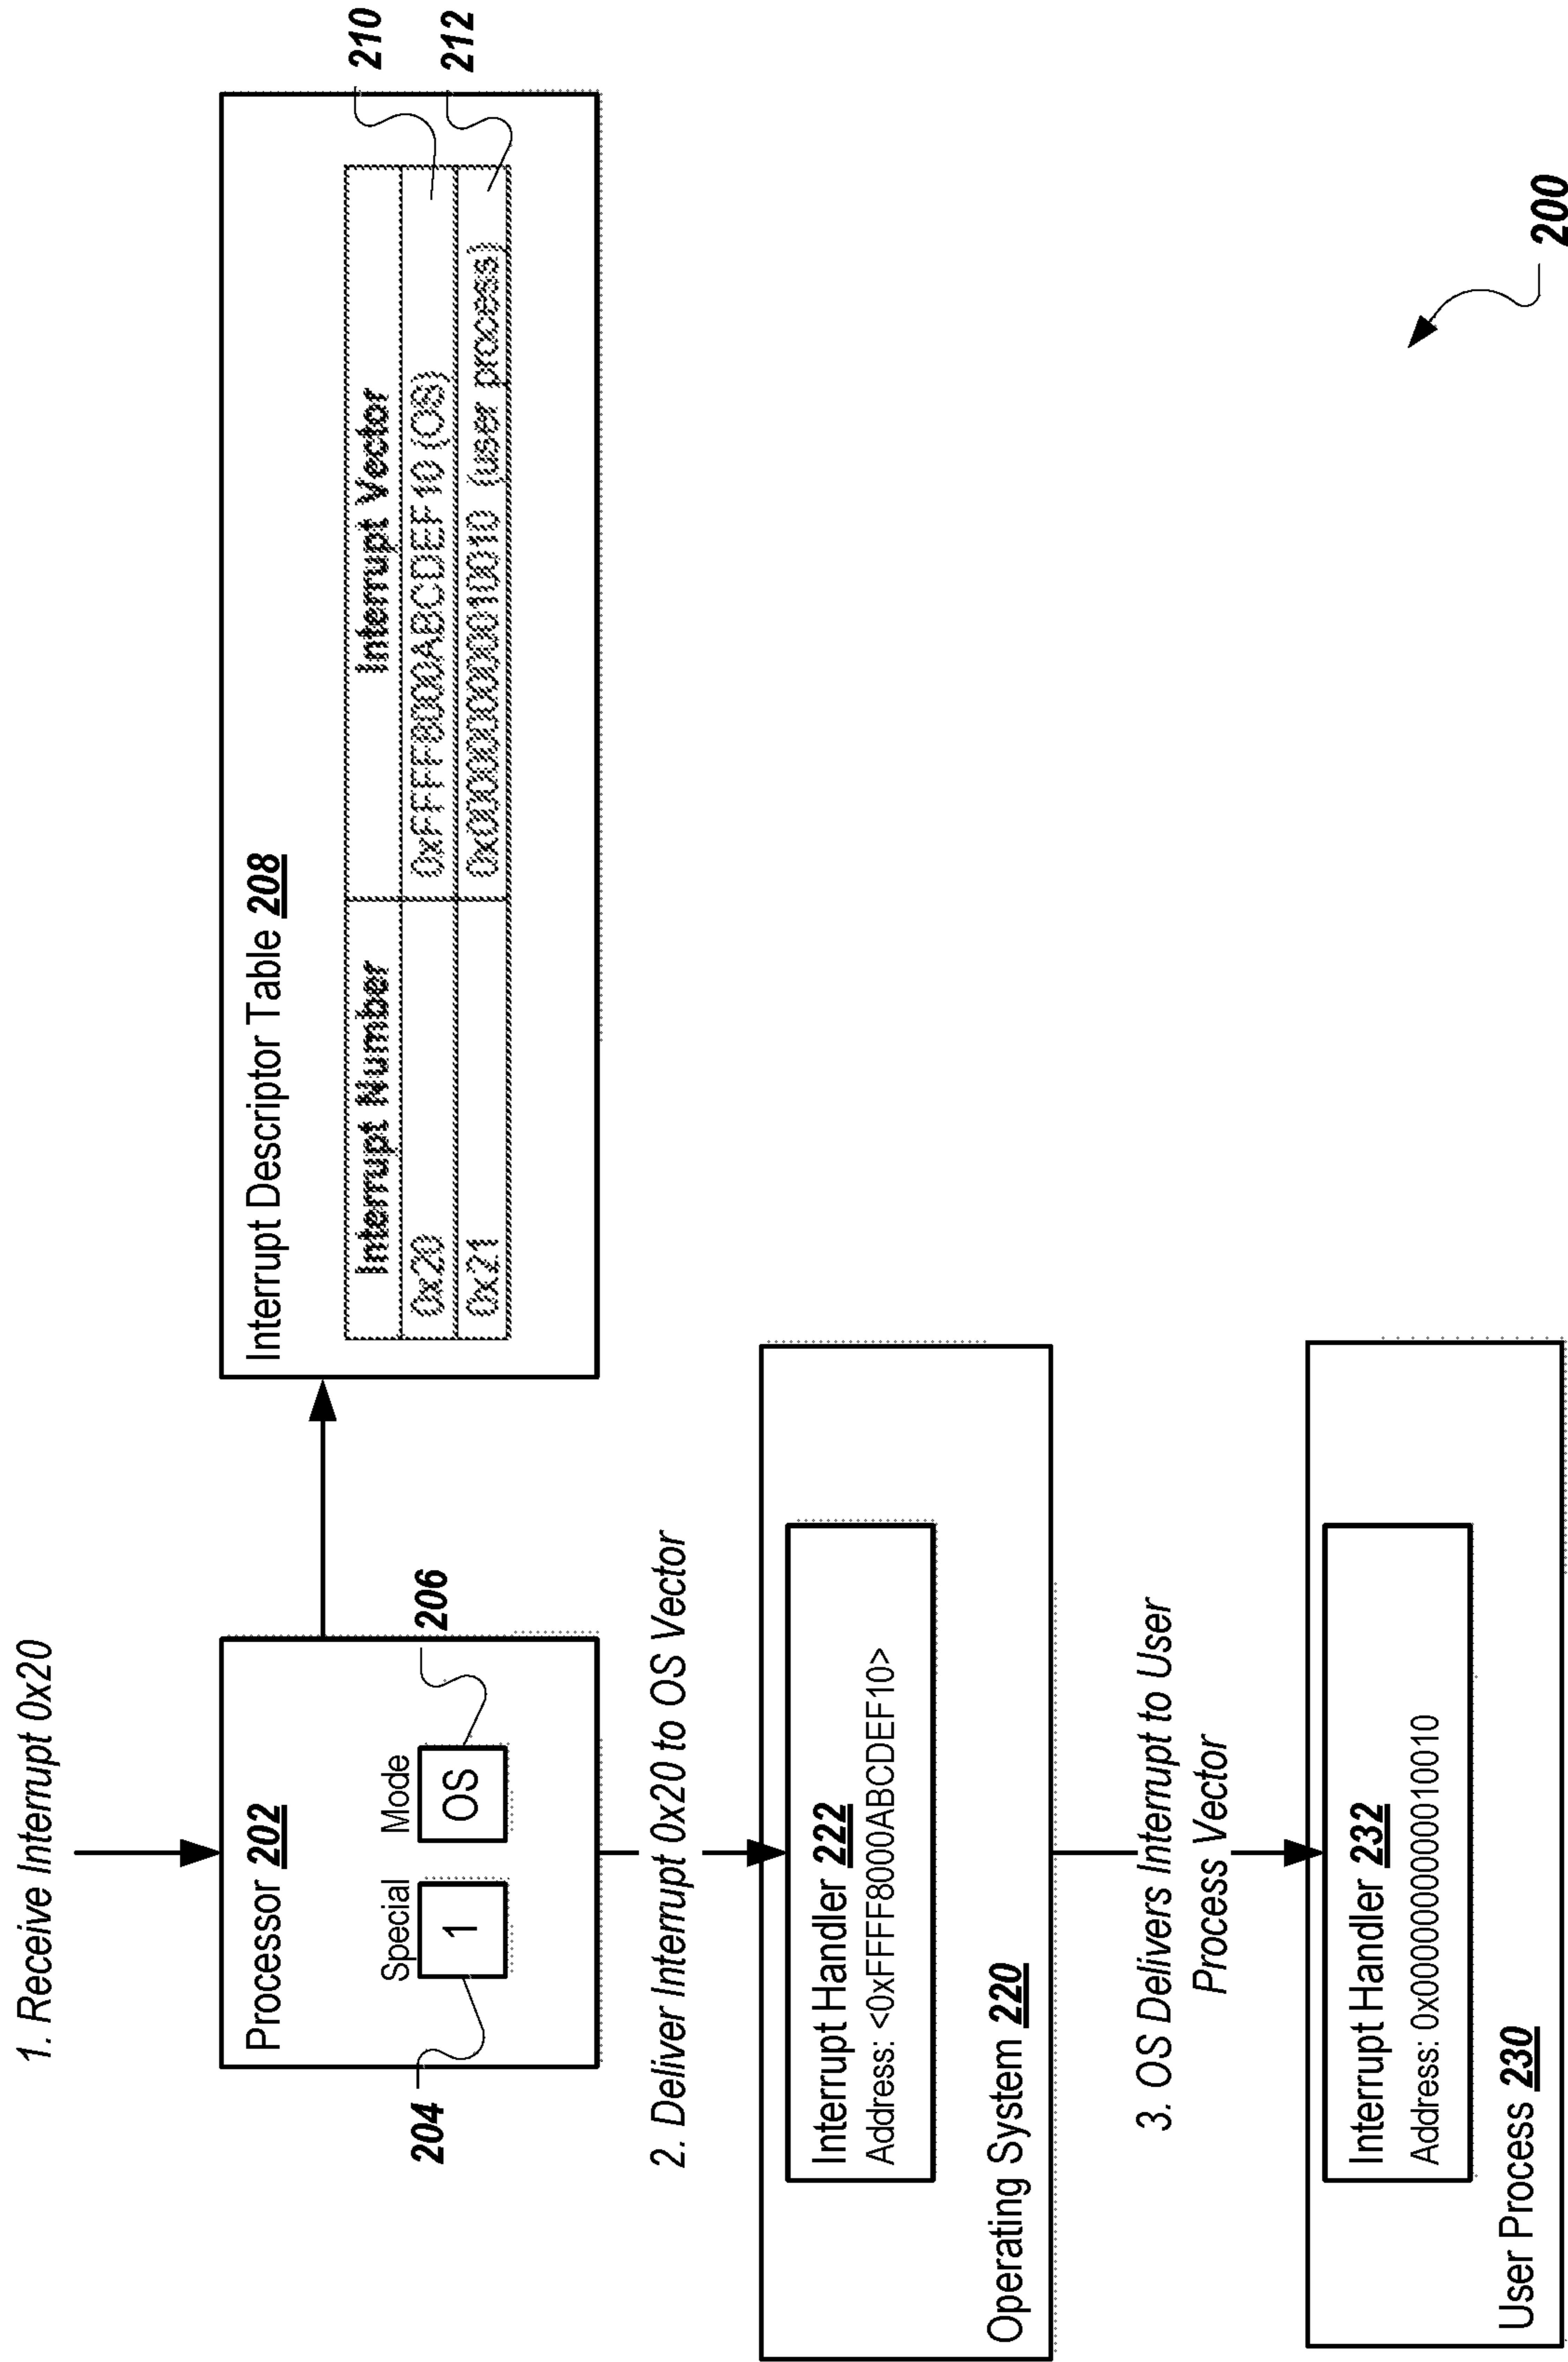 1. Receive Interrupt 0x20
Processor 202
Special
Mode
1
OS
204
206
Interrupt Descriptor Table 208
Interrupt Number Interrupt Vector
0x20 0xFFFF8000ABCDEF10 (OS)
0x21 0x0000000000010010 (user process)
210
212
2. Deliver Interrupt 0x20 to OS Vector
Interrupt Handler 222
Address: <0xFFFF8000ABCDEF10>
Operating System 220
3. OS Delivers Interrupt to User
Process Vector
Interrupt Handler 232
Address: 0x0000000000010010
User Process 230
200